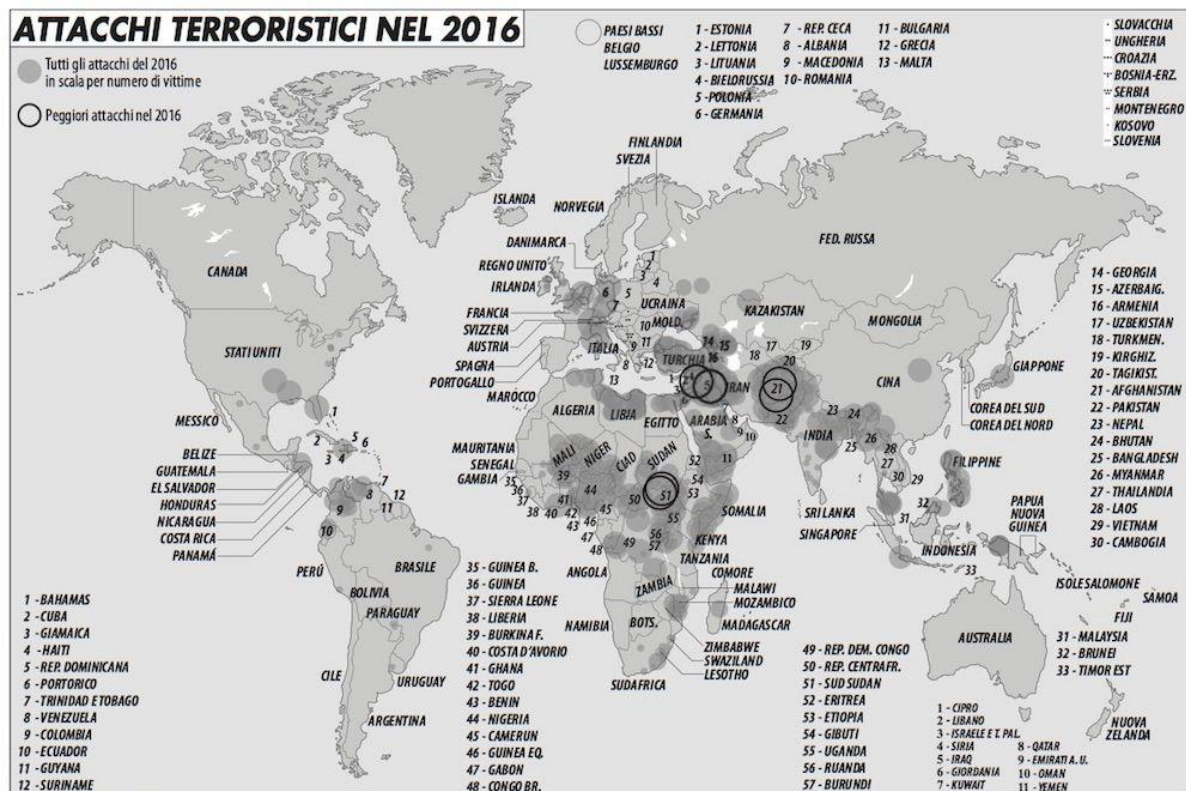 ATTACCHI TERRORISTICI NEL 2016
Tutti gli attacchi del 2016
in scala per numero di vittime
Peggiori attacchi nel 2016
PAESI BASSI
BELGIO
LUSSEMBURGO
1 - ESTONIA
2 - LETTONIA
3 - LITUANIA
4 - BIELORUSSIA
5 - POLONIA
6 - GERMANIA
7 - REP. CECA
8 - ALBANIA
9 - MACEDONIA
10 - ROMANIA
11 - BULGARIA
12 - GRECIA
13 - MALTA
SLOVACCHIA
UNGHERIA
CROAZIA
BOSNIA-ERZ.
SERBIA
MONTENEGRO
KOSOVO
SLOVENIA
FINLANDIA
SVEZIA
ISLANDA
NORVEGIA
DANIMARCA
REGNO UNITO
IRLANDA
FRANCIA
SVIZZERA
AUSTRIA
SPAGNA
PORTOGALLO
MAROCCO
MAURITANIA
SENEGAL
GAMBIA
FED. RUSSA
UCRAINA
MOLD.
ITALIA
TURCHIA
KAZAKISTAN
MONGOLIA
CINA
GIAPPONE
COREA DEL SUD
COREA DEL NORD
IRAN
INDIA
ARABIA
S.
ALGERIA
LIBIA
EGITTO
MALI
NIGER
CIAD
SUDAN
SOMALIA
KENYA
TANZANIA
COMORE
MALAWI
MOZAMBICO
MADAGASCAR
ANGOLA
ZAMBIA
NAMIBIA
BOTS.
ZIMBABWE
SWAZILAND
LESOTHO
SUDAFRICA
SRI LANKA
SINGAPORE
FILIPPINE
INDONESIA
PAPUA
NUOVA
GUINEA
ISOLE SALOMONE
SAMOA
FIJI
AUSTRALIA
NUOVA
ZELANDA
CANADA
STATI UNITI
MESSICO
BELIZE
GUATEMALA
EL SALVADOR
HONDURAS
NICARAGUA
COSTA RICA
PANAMÁ
PERÚ
BRASILE
BOLIVIA
PARAGUAY
CILE
URUGUAY
ARGENTINA
14 - GEORGIA
15 - AZERBAIG.
16 - ARMENIA
17 - UZBEKISTAN
18 - TURKMEN.
19 - KIRGHIZ.
20 - TAGIKIST.
21 - AFGHANISTAN
22 - PAKISTAN
23 - NEPAL
24 - BHUTAN
25 - BANGLADESH
26 - MYANMAR
27 - THAILANDIA
28 - LAOS
29 - VIETNAM
30 - CAMBOGIA
31 - MALAYSIA
32 - BRUNEI
33 - TIMOR EST
1 - BAHAMAS
2 - CUBA
3 - GIAMAICA
4 - HAITI
5 - REP. DOMINICANA
6 - PORTORICO
7 - TRINIDAD E TOBAGO
8 - VENEZUELA
9 - COLOMBIA
10 - ECUADOR
11 - GUYANA
12 - SURINAME
35 - GUINEA B.
36 - GUINEA
37 - SIERRA LEONE
38 - LIBERIA
39 - BURKINA F.
40 - COSTA D'AVORIO
41 - GHANA
42 - TOGO
43 - BENIN
44 - NIGERIA
45 - CAMERUN
46 - GUINEA EQ.
47 - GABON
48 - CONGO BR.
49 - REP. DEM. CONGO
50 - REP. CENTRAFR.
51 - SUD SUDAN
52 - ERITREA
53 - ETIOPIA
54 - GIBUTI
55 - UGANDA
56 - RUANDA
57 - BURUNDI
1 - CIPRO
2 - LIBANO
3 - ISRAELE E T. PAL.
4 - SIRIA
5 - IRAQ
6 - GIORDANIA
7 - KUWAIT
8 - QATAR
9 - EMIRATI A. U.
10 - OMAN
11 - YEMEN